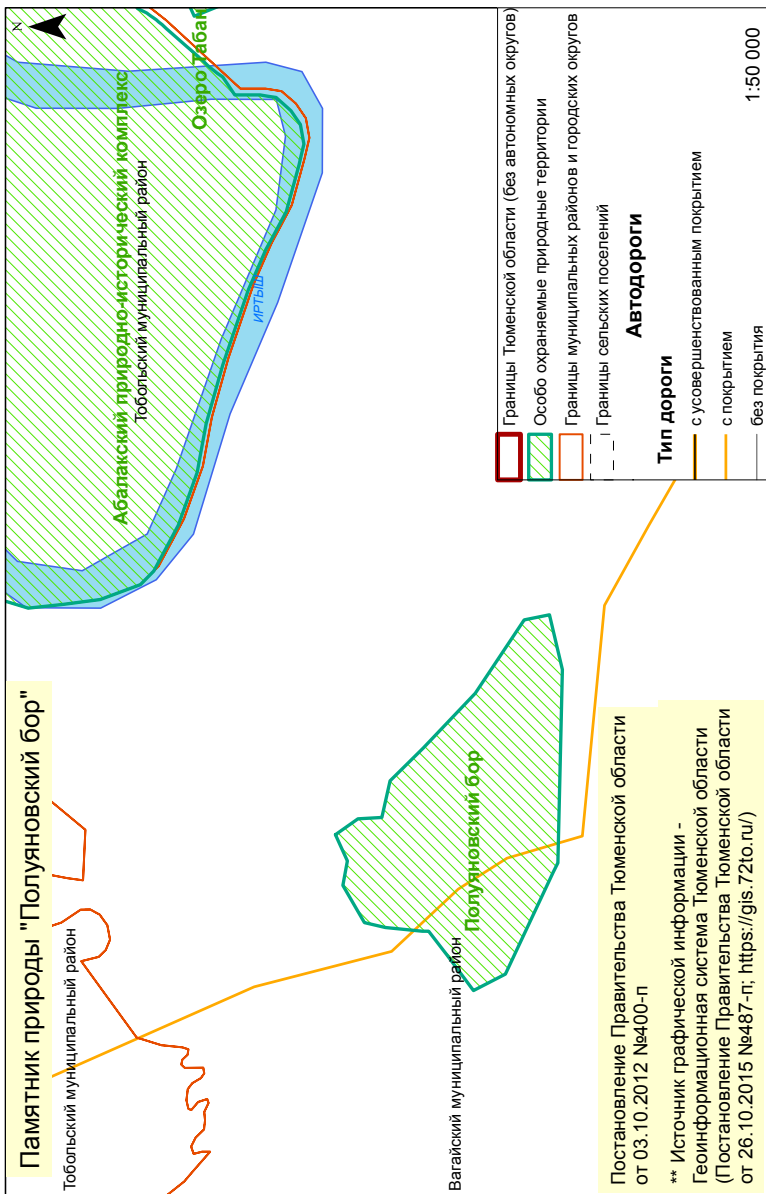 Памятник природы "Полуяновский бор"
N
Тобольский муниципальный район
Абалакский природно-исторический комплекс
Тобольский муниципальный район
Озеро Табан
ИРТЫШ
Вагайский муниципальный район
Полуяновский бор
Постановление Правительства Тюменской области
от 03.10.2012 №400-п
** Источник графической информации -
Геоинформационная система Тюменской области
(Постановление Правительства Тюменской области
от 26.10.2015 №487-п; https://gis.72to.ru/)
Границы Тюменской области (без автономных округов)
Особо охраняемые природные территории
Границы муниципальных районов и городских округов
Границы сельских поселений
Автодороги
Тип дороги
с усовершенствованным покрытием
с покрытием
без покрытия
1:50 000